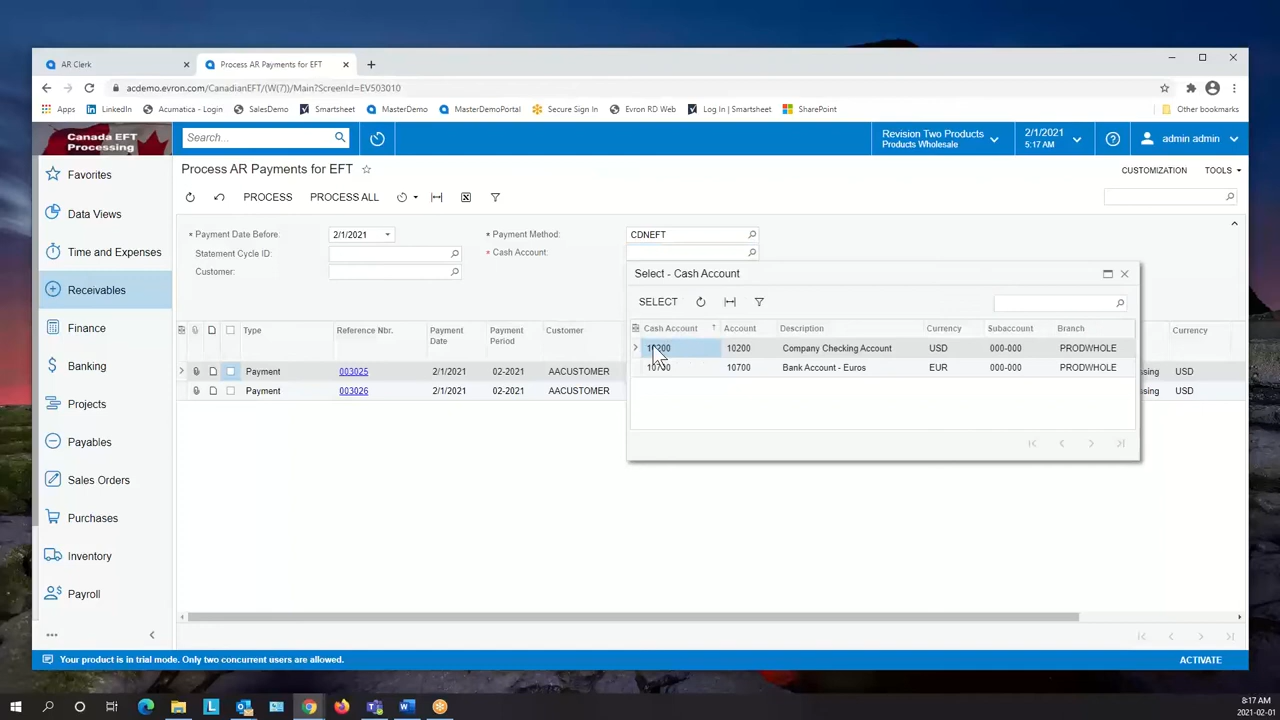 AR Clerk
Process AR Payments for EFT
acdemo.evron.com/CanadianEFT/(W(7))/Main?ScreenId=EV503010
Apps
LinkedIn
Acumatica - Login
SalesDemo
Smartsheet
MasterDemo
MasterDemoPortal
Secure Sign In
Evron RD Web
Log In | Smartsheet
SharePoint
Other bookmarks
Canada EFT
Processing
Search...
Revision Two Products
Products Wholesale
2/1/2021
5:17 AM
admin admin
Favorites
Data Views
Time and Expenses
Receivables
Finance
Banking
Projects
Payables
Sales Orders
Purchases
Inventory
Payroll
Process AR Payments for EFT
CUSTOMIZATION
TOOLS
PROCESS
PROCESS ALL
* Payment Date Before:
2/1/2021
* Payment Method:
CDNEFT
Statement Cycle ID:
* Cash Account:
Customer:
Select - Cash Account
SELECT
Cash Account
Account
Description
Currency
Subaccount
Branch
10200
10200
Company Checking Account
USD
000-000
PRODWHOLE
10700
Bank Account - Euros
EUR
000-000
PRODWHOLE
Type
Reference Nbr.
Payment
Date
Payment
Period
Customer
Currency
Payment
003025
2/1/2021
02-2021
AACUSTOMER
USD
Payment
003026
2/1/2021
02-2021
AACUSTOMER
USD
Your product is in trial mode. Only two concurrent users are allowed.
ACTIVATE
8:17 AM
2021-02-01